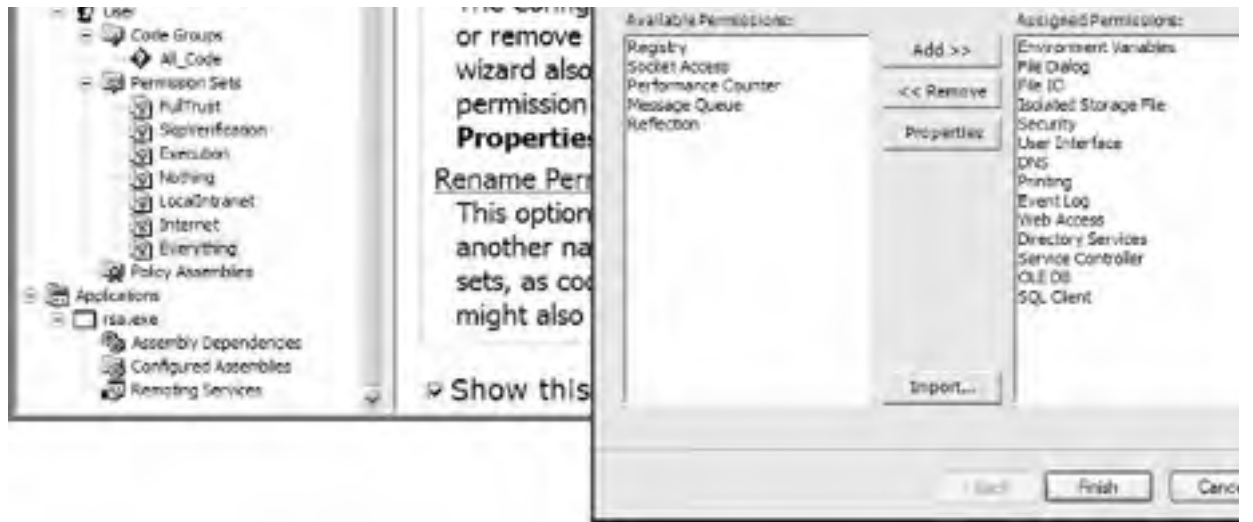 User
Code Groups
All_Code
Permission Sets
FullTrust
SkipVerification
Execution
Nothing
LocalIntranet
Internet
Everything
Policy Assemblies
Applications
rsa.exe
Assembly Dependencies
Configured Assemblies
Remoting Services
or remove
wizard also
permission
Properties
Rename Perr
This option
another na
sets, as cod
might also
Show this
Available Permissions:
Registry
Socket Access
Performance Counter
Message Queue
Reflection
Add >>
<< Remove
Properties
Import...
Assigned Permissions:
Environment Variables
File Dialog
File IO
Isolated Storage File
Security
User Interface
DNS
Printing
Event Log
Web Access
Directory Services
Service Controller
OLE DB
SQL Client
< Back
Finish
Cance